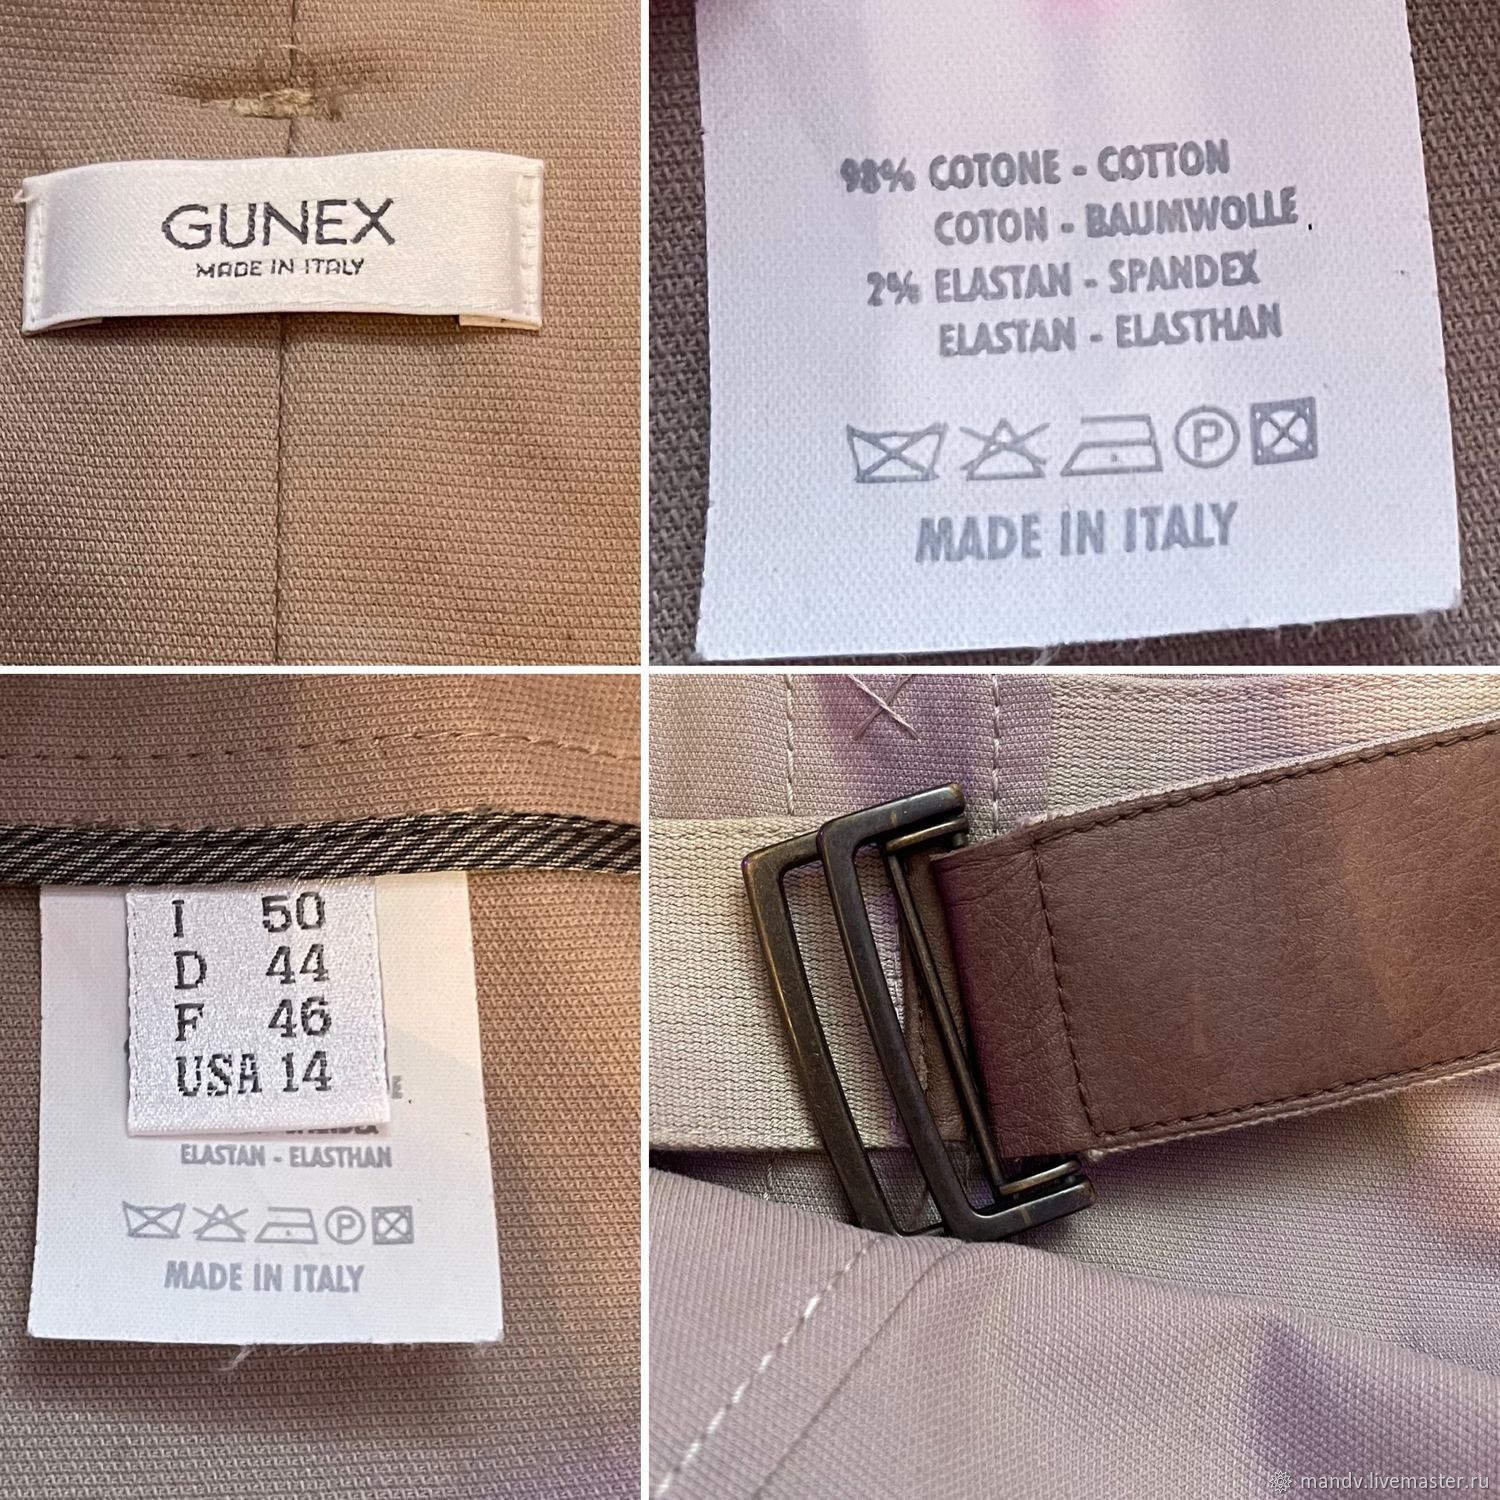 GUNEX
MADE IN ITALY
98% COTONE - COTTON
COTON - BAUMWOLLE
2% ELASTAN - SPANDEX
ELASTAN - ELASTHAN
P
MADE IN ITALY
I 50
D 44
F 46
USA 14
ELASTAN - ELASTHAN
P
MADE IN ITALY
mandv.livemaster.ru